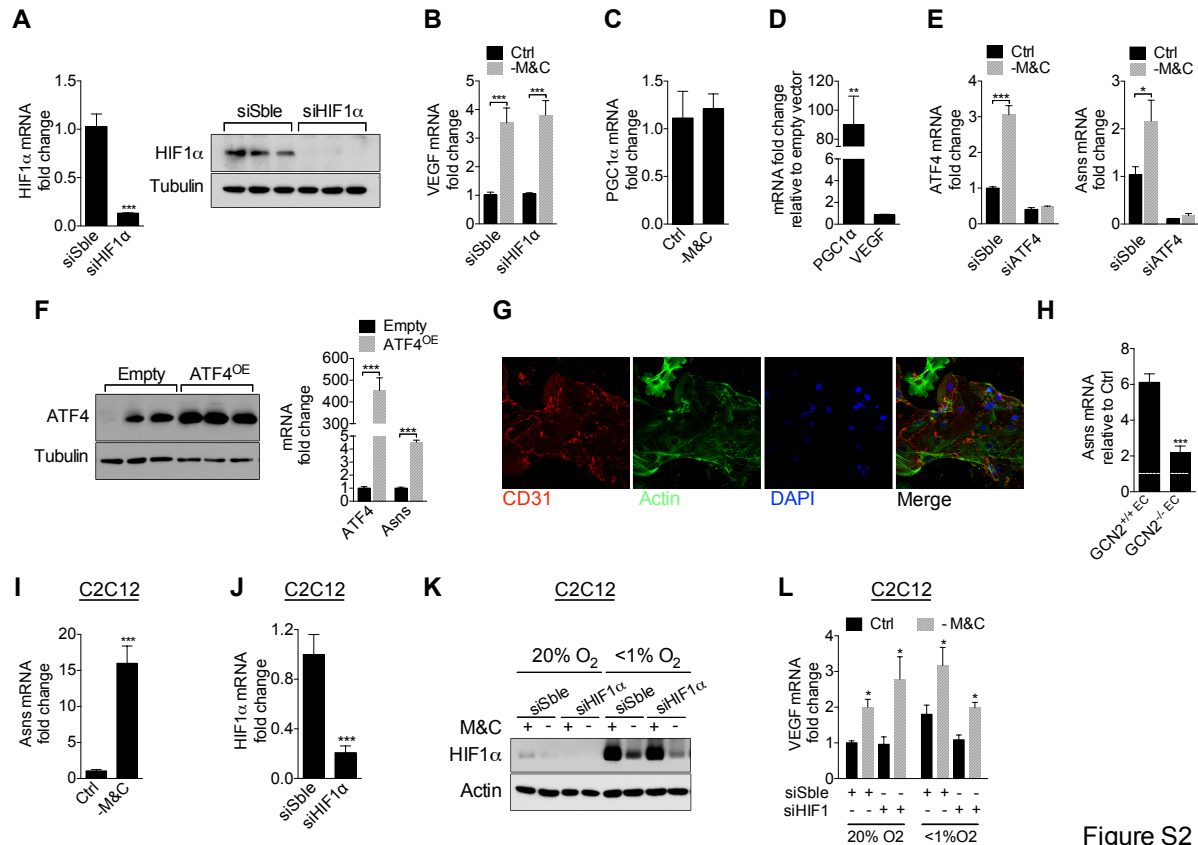 A
HIF1α mRNA
fold change
1.5
1.0
0.5
0.0
***
siSble
siHIF1α
siSble siHIF1α
HIF1α
Tubulin
B
Ctrl
-M&C
VEGF mRNA
fold change
5
4
3
2
1
0
*** ***
siSble
siHIF1α
C
PGC1α mRNA
fold change
1.5
1.0
0.5
0.0
Ctrl
-M&C
D
mRNA fold change
relative to empty vector
120
100
80
60
40
5
0
**
PGC1α
VEGF
E
Ctrl
-M&C
ATF4 mRNA
fold change
4
3
2
1
0
***
siSble
siATF4
Ctrl
-M&C
Asns mRNA
fold change
3
2
1
0
*
siSble
siATF4
F
Empty ATF4OE
ATF4
Tubulin
Empty
ATF4OE
mRNA
fold change
600
500
400
300
5
4
3
2
1
0
***
***
ATF4
Asns
G
CD31 Actin DAPI Merge
H
Asns mRNA
relative to Ctrl
8
6
4
2
0
***
GCN2+/+ EC
GCN2-/- EC
I
C2C12
Asns mRNA
fold change
20
15
10
5
0
***
Ctrl
-M&C
J
C2C12
HIF1α mRNA
fold change
1.2
0.8
0.4
0.0
***
siSble
siHIF1α
K
C2C12
20% O2 <1% O2
siSble siHIF1α siSble siHIF1α
M&C + - + - + - + -
HIF1α
Actin
L
C2C12
Ctrl - M&C
VEGF mRNA
fold change
4
3
2
1
0
* * * *
siSble + + - - + + - -
siHIF1 - - + + - - + +
20% O2 <1%O2
Figure S2